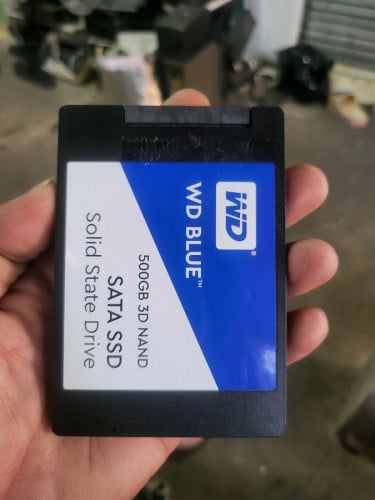 WD®
WD BLUE™
500GB 3D NAND
SATA SSD
Solid State Drive